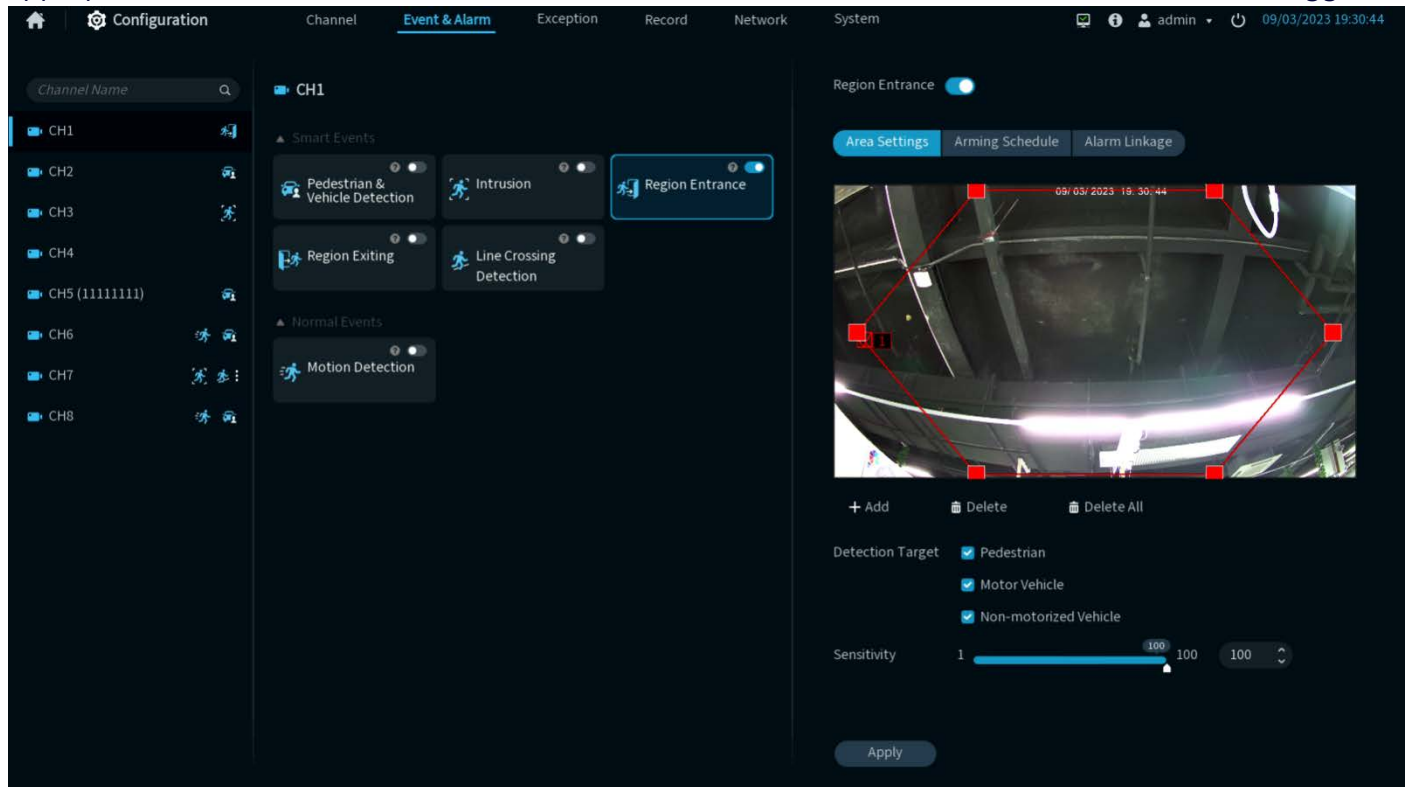 Configuration Channel Event & Alarm Exception Record Network System admin 09/03/2023 19:30:44
Channel Name
CH1
CH2
CH3
CH4
CH5 (11111111)
CH6
CH7
CH8
CH1
Smart Events
Pedestrian &
Vehicle Detection
Intrusion
Region Entrance
Region Exiting
Line Crossing
Detection
Normal Events
Motion Detection
Region Entrance
Area Settings Arming Schedule Alarm Linkage
09/ 03/ 2023 19: 30: 44
1
+ Add Delete Delete All
Detection Target Pedestrian
Motor Vehicle
Non-motorized Vehicle
100
Sensitivity 1 100 100
Apply